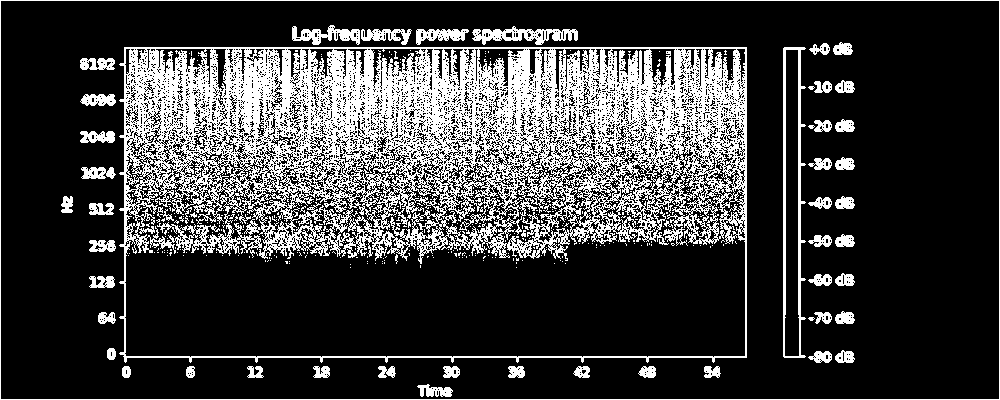 Log-frequency power spectrogram
8192
4096
2048
1024
512
256
128
64
0
Hz
0 6 12 18 24 30 36 42 48 54
Time
+0 dB
-10 dB
-20 dB
-30 dB
-40 dB
-50 dB
-60 dB
-70 dB
-80 dB